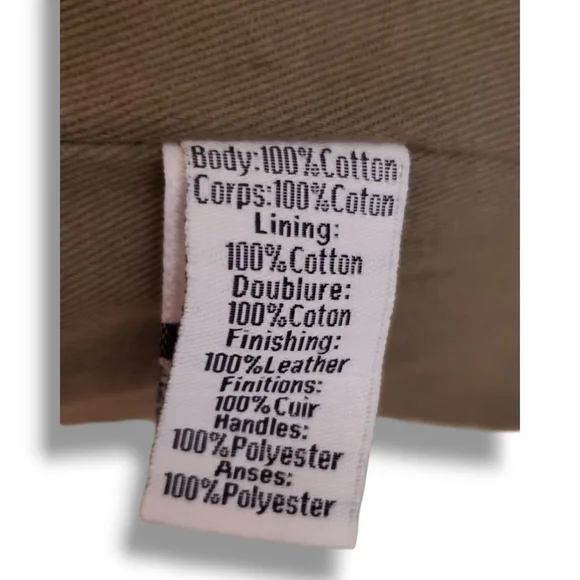 Body:100%Cotton
Corps:100%Coton
Lining:
100%Cotton
Doublure:
100%Coton
Finishing:
100%Leather
Finitions:
100%Cuir
Handles:
100%Polyester
Anses:
100%Polyester